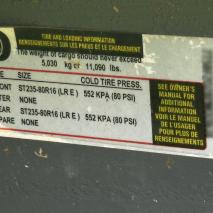 TIRE AND LOADING INFORMATION
RENSEIGNEMENTS SUR LES PNEUS ET LE CHARGEMENT
The weight of cargo should never exceed
5,030 kg or 11,090 lbs.
SIZE COLD TIRE PRESS.
ST235-80R16 (LR E) 552 KPA (80 PSI)
NONE
ST235-80R16 (LR E) 552 KPA (80 PSI)
NONE
SEE OWNER'S
MANUAL FOR
ADDITIONAL
INFORMATION
VOIR LE MANUEL
DE L'USAGER
POUR PLUS DE
RENSEIGNEMENTS